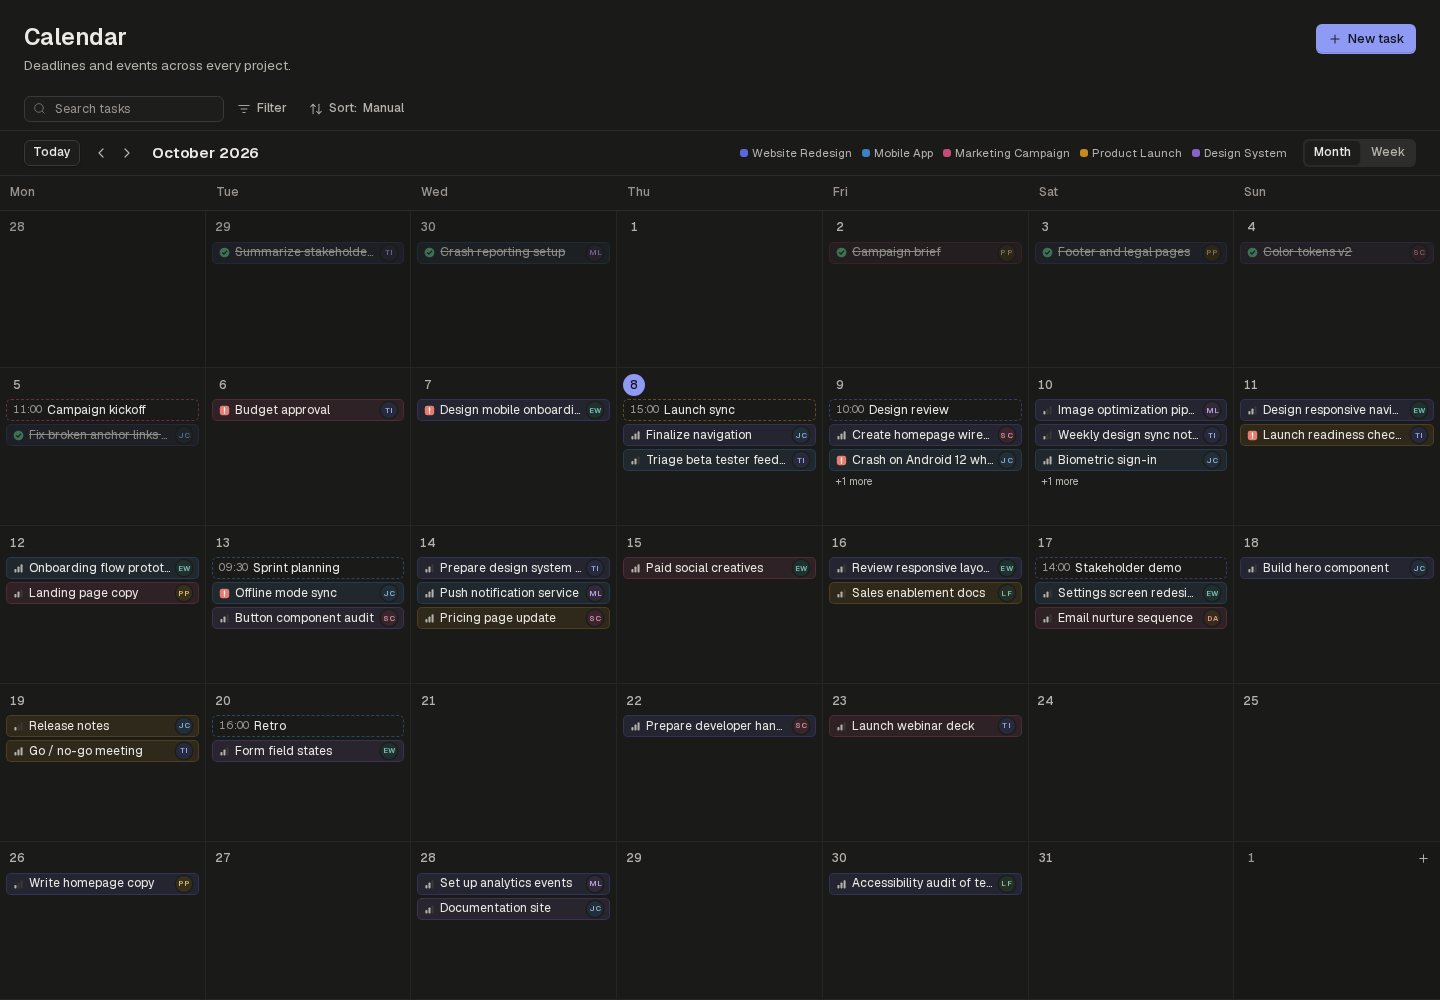 Calendar
Deadlines and events across every project.
New task
Search tasks
Filter
Sort: Manual
Today
October 2026
Website Redesign
Mobile App
Marketing Campaign
Product Launch
Design System
Month
Week
Mon Tue Wed Thu Fri Sat Sun
28
29
Summarize stakeholde… TI
30
Crash reporting setup ML
1
2
Campaign brief PP
3
Footer and legal pages PP
4
Color tokens v2 SC
5
11:00 Campaign kickoff
Fix broken anchor links… JC
6
Budget approval TI
7
Design mobile onboardi… EW
8
15:00 Launch sync
Finalize navigation JC
Triage beta tester feed… TI
9
10:00 Design review
Create homepage wire… SC
Crash on Android 12 wh… JC
+1 more
10
Image optimization pip… ML
Weekly design sync not… TI
Biometric sign-in JC
+1 more
11
Design responsive navi… EW
Launch readiness chec… TI
12
Onboarding flow protot… EW
Landing page copy PP
13
09:30 Sprint planning
Offline mode sync JC
Button component audit SC
14
Prepare design system … TI
Push notification service ML
Pricing page update SC
15
Paid social creatives EW
16
Review responsive layo… EW
Sales enablement docs LF
17
14:00 Stakeholder demo
Settings screen redesi… EW
Email nurture sequence DA
18
Build hero component JC
19
Release notes JC
Go / no-go meeting TI
20
16:00 Retro
Form field states EW
21
22
Prepare developer han… SC
23
Launch webinar deck TI
24
25
26
Write homepage copy PP
27
28
Set up analytics events ML
Documentation site JC
29
30
Accessibility audit of te… LF
31
1